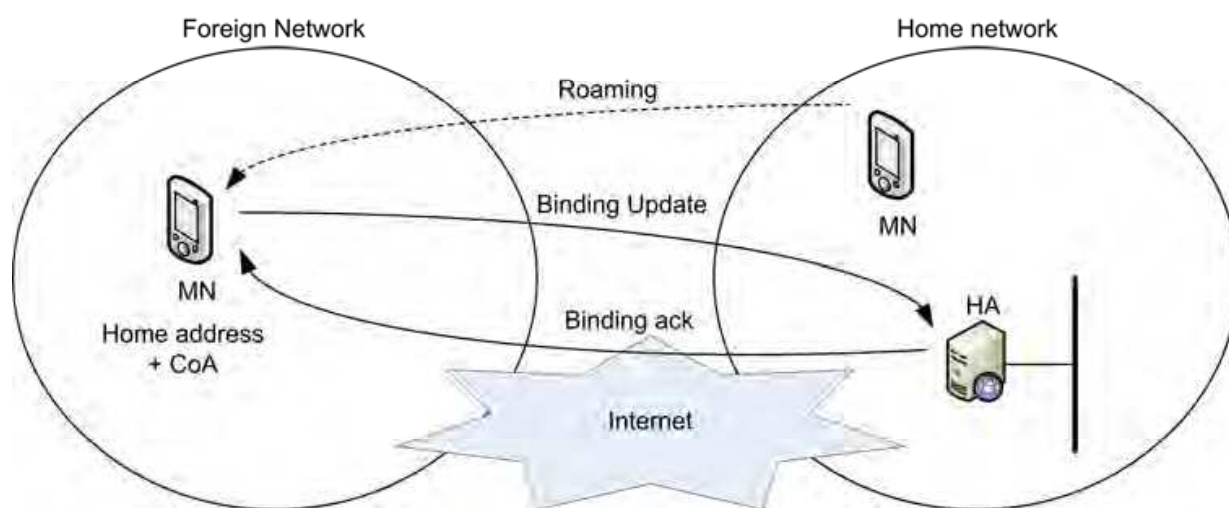 Foreign Network
Home network
Roaming
Binding Update
MN
MN
HA
Home address
+ CoA
Binding ack
Internet